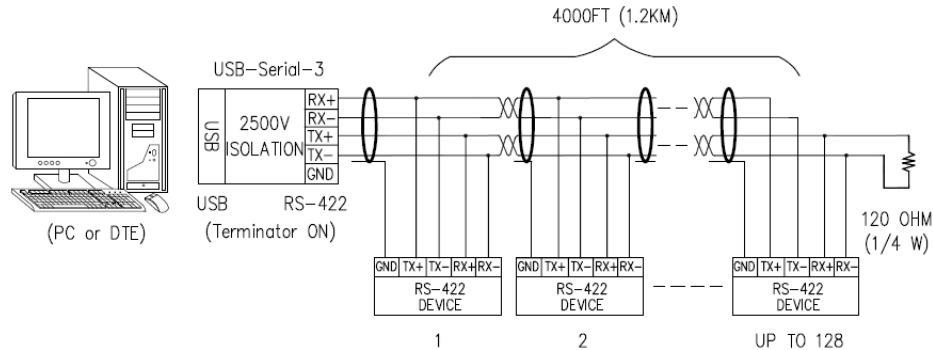 4000FT (1.2KM)
USB-Serial-3
USB
2500V
ISOLATION
RX+
RX-
TX+
TX-
GND
USB RS-422
(Terminator ON)
(PC or DTE)
120 OHM
(1/4 W)
GND TX+ TX- RX+ RX-
RS-422
DEVICE
1
GND TX+ TX- RX+ RX-
RS-422
DEVICE
2
GND TX+ TX- RX+ RX-
RS-422
DEVICE
UP TO 128